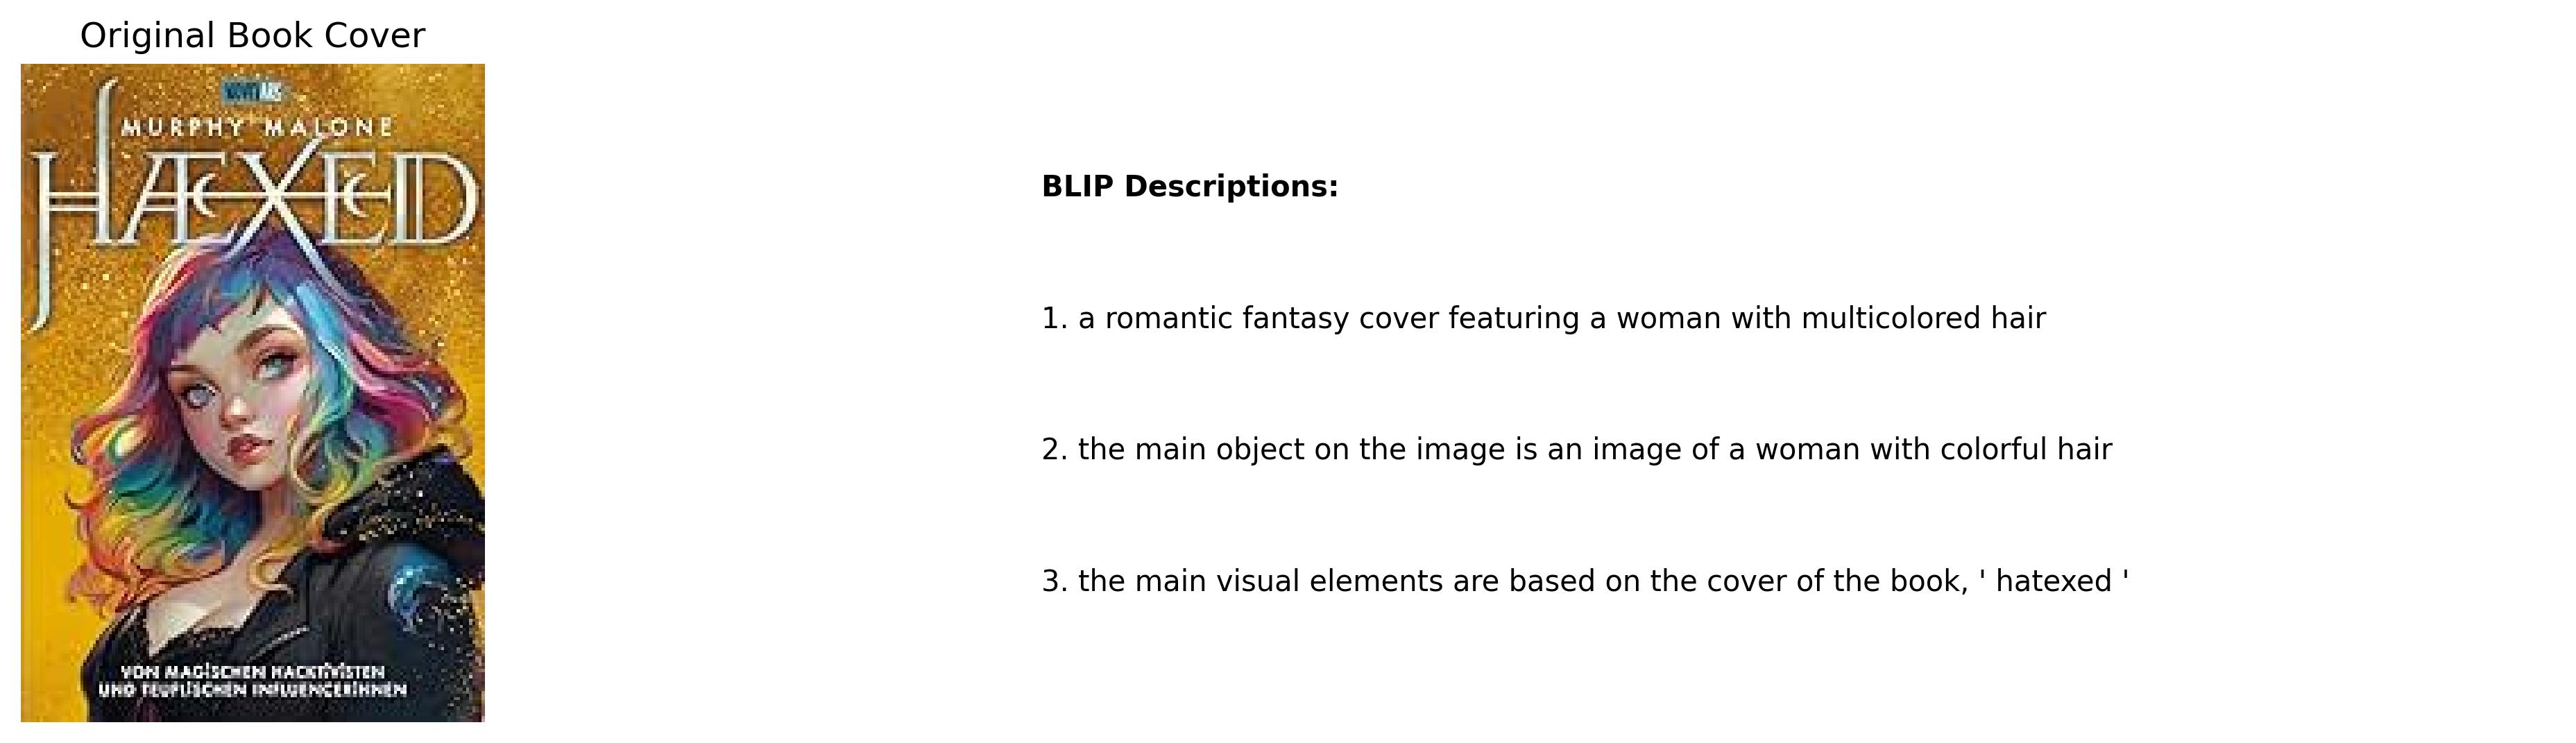 Original Book Cover
MURPHY MALONE
HÆXED
VON MAGISCHEN HACKTIVISTEN
UND TEUFLISCHEN INFLUENCERINNEN
BLIP Descriptions:
1. a romantic fantasy cover featuring a woman with multicolored hair
2. the main object on the image is an image of a woman with colorful hair
3. the main visual elements are based on the cover of the book, ' hatexed '